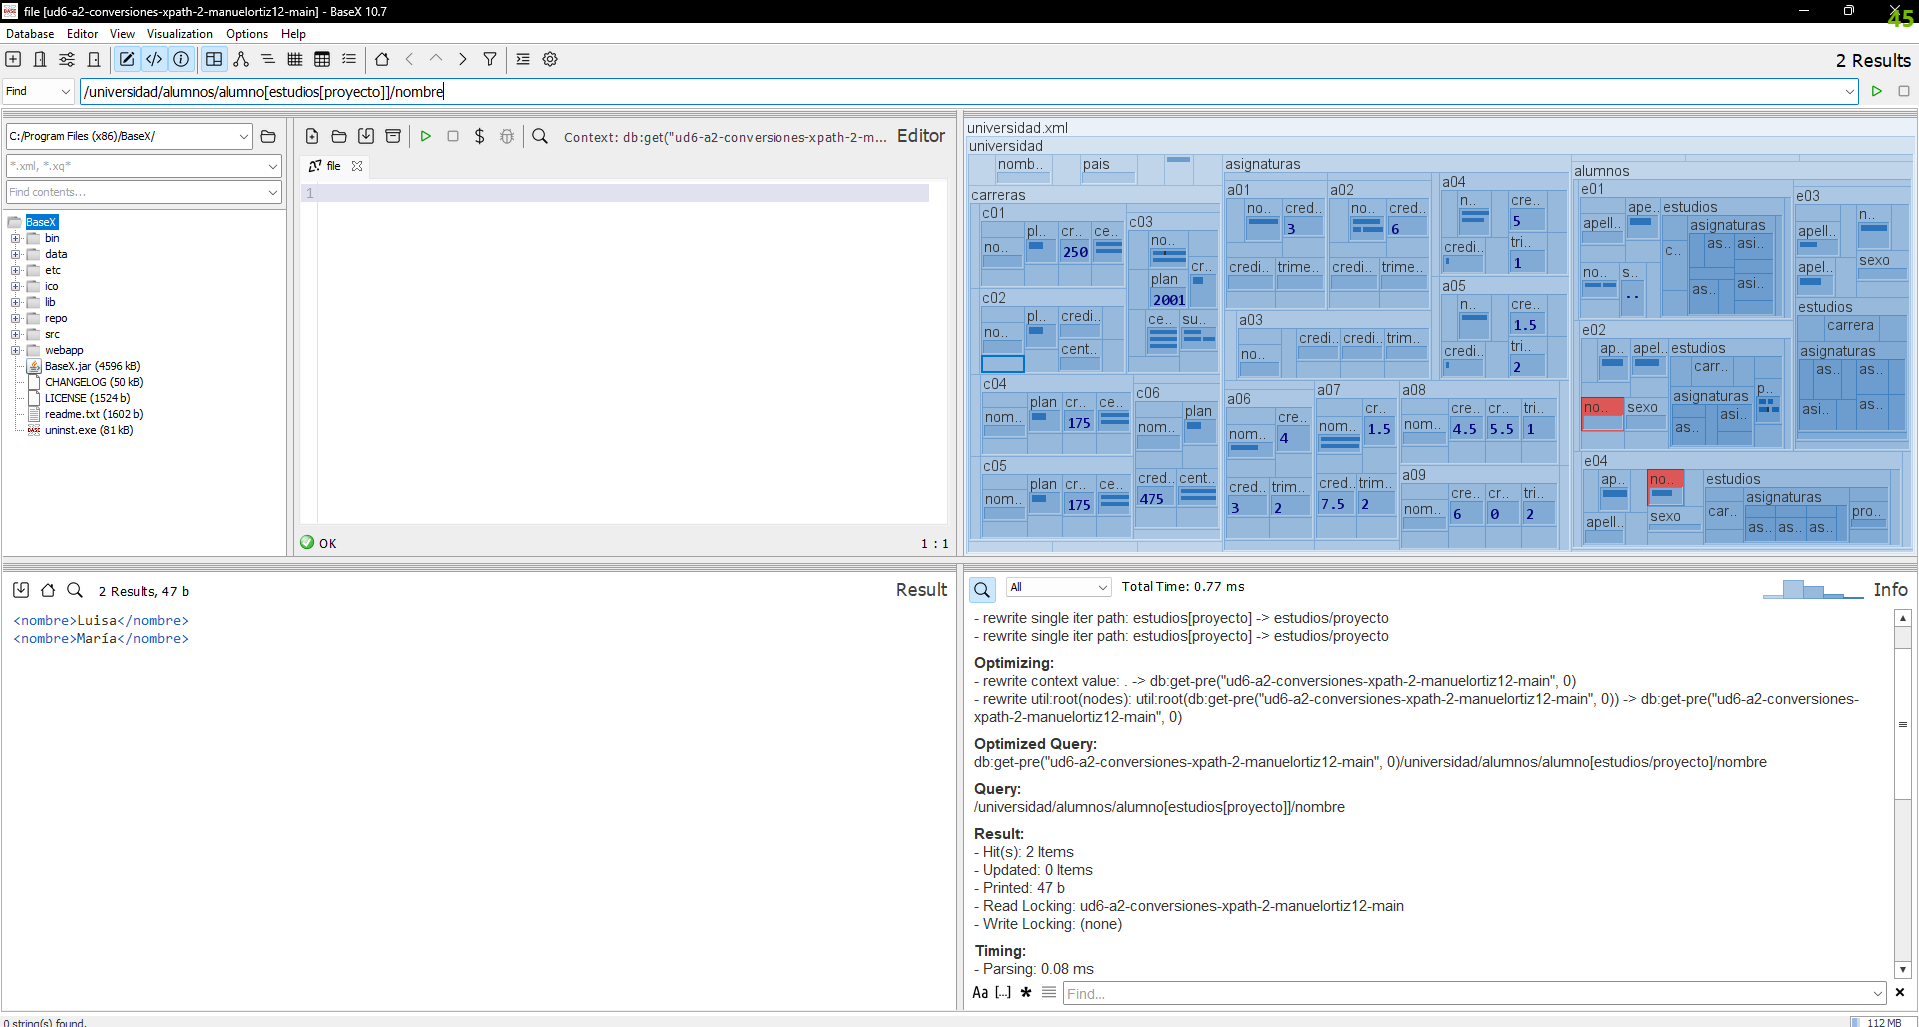 file [ud6-a2-conversiones-xpath-2-manuelortiz12-main] - BaseX 10.7
45
Database Editor View Visualization Options Help
2 Results
Find
/universidad/alumnos/alumno[estudios[proyecto]]/nombre
C:/Program Files (x86)/BaseX/
*.xml, *.xq*
Find contents...
BaseX
bin
data
etc
ico
lib
repo
src
webapp
BaseX.jar (4596 kB)
CHANGELOG (50 kB)
LICENSE (1524 b)
readme.txt (1602 b)
uninst.exe (81 kB)
Context: db:get("ud6-a2-conversiones-xpath-2-m...
Editor
file
1
OK
1 : 1
universidad.xml
universidad
nomb..
pais
carreras
c01
no..
pl..
cr..
250
ce..
c02
no..
pl..
credi..
cent..
c03
no..
plan
2001
cr..
ce..
su..
c04
nom..
plan
cr..
175
ce..
c05
nom..
plan
cr..
175
ce..
c06
nom..
plan
cred..
475
cent..
asignaturas
a01
no..
cred..
3
credi..
trime..
a02
no..
cred..
6
credi..
trime..
a03
no..
credi..
credi..
trim..
a04
n..
cre..
5
credi..
tri..
1
a05
n..
cre..
1.5
credi..
tri..
2
a06
nom..
cre..
4
cred..
3
trim..
2
a07
nom..
cr..
1.5
cred..
7.5
trim..
2
a08
nom..
cre..
4.5
cr..
5.5
tri..
1
a09
nom..
cre..
6
cr..
0
tri..
2
alumnos
e01
apell..
ape..
no..
s..
..
estudios
c..
asignaturas
as..
asi..
as..
asi..
e02
ap..
apel..
no..
sexo
estudios
carr..
asignaturas
as..
asi..
p..
e03
apell..
n..
apel..
sexo
estudios
carrera
asignaturas
as..
as..
asi..
as..
e04
ap..
no..
apell..
sexo
estudios
car..
asignaturas
as..
as..
as..
pro..
2 Results, 47 b
Result
<nombre>Luisa</nombre>
<nombre>María</nombre>
All
Total Time: 0.77 ms
Info
- rewrite single iter path: estudios[proyecto] -> estudios/proyecto
- rewrite single iter path: estudios[proyecto] -> estudios/proyecto
Optimizing:
- rewrite context value: . -> db:get-pre("ud6-a2-conversiones-xpath-2-manuelortiz12-main", 0)
- rewrite util:root(nodes): util:root(db:get-pre("ud6-a2-conversiones-xpath-2-manuelortiz12-main", 0)) -> db:get-pre("ud6-a2-conversiones-
xpath-2-manuelortiz12-main", 0)
Optimized Query:
db:get-pre("ud6-a2-conversiones-xpath-2-manuelortiz12-main", 0)/universidad/alumnos/alumno[estudios/proyecto]/nombre
Query:
/universidad/alumnos/alumno[estudios[proyecto]]/nombre
Result:
- Hit(s): 2 Items
- Updated: 0 Items
- Printed: 47 b
- Read Locking: ud6-a2-conversiones-xpath-2-manuelortiz12-main
- Write Locking: (none)
Timing:
- Parsing: 0.08 ms
Aa [...] *
Find...
0 string(s) found.
112 MB